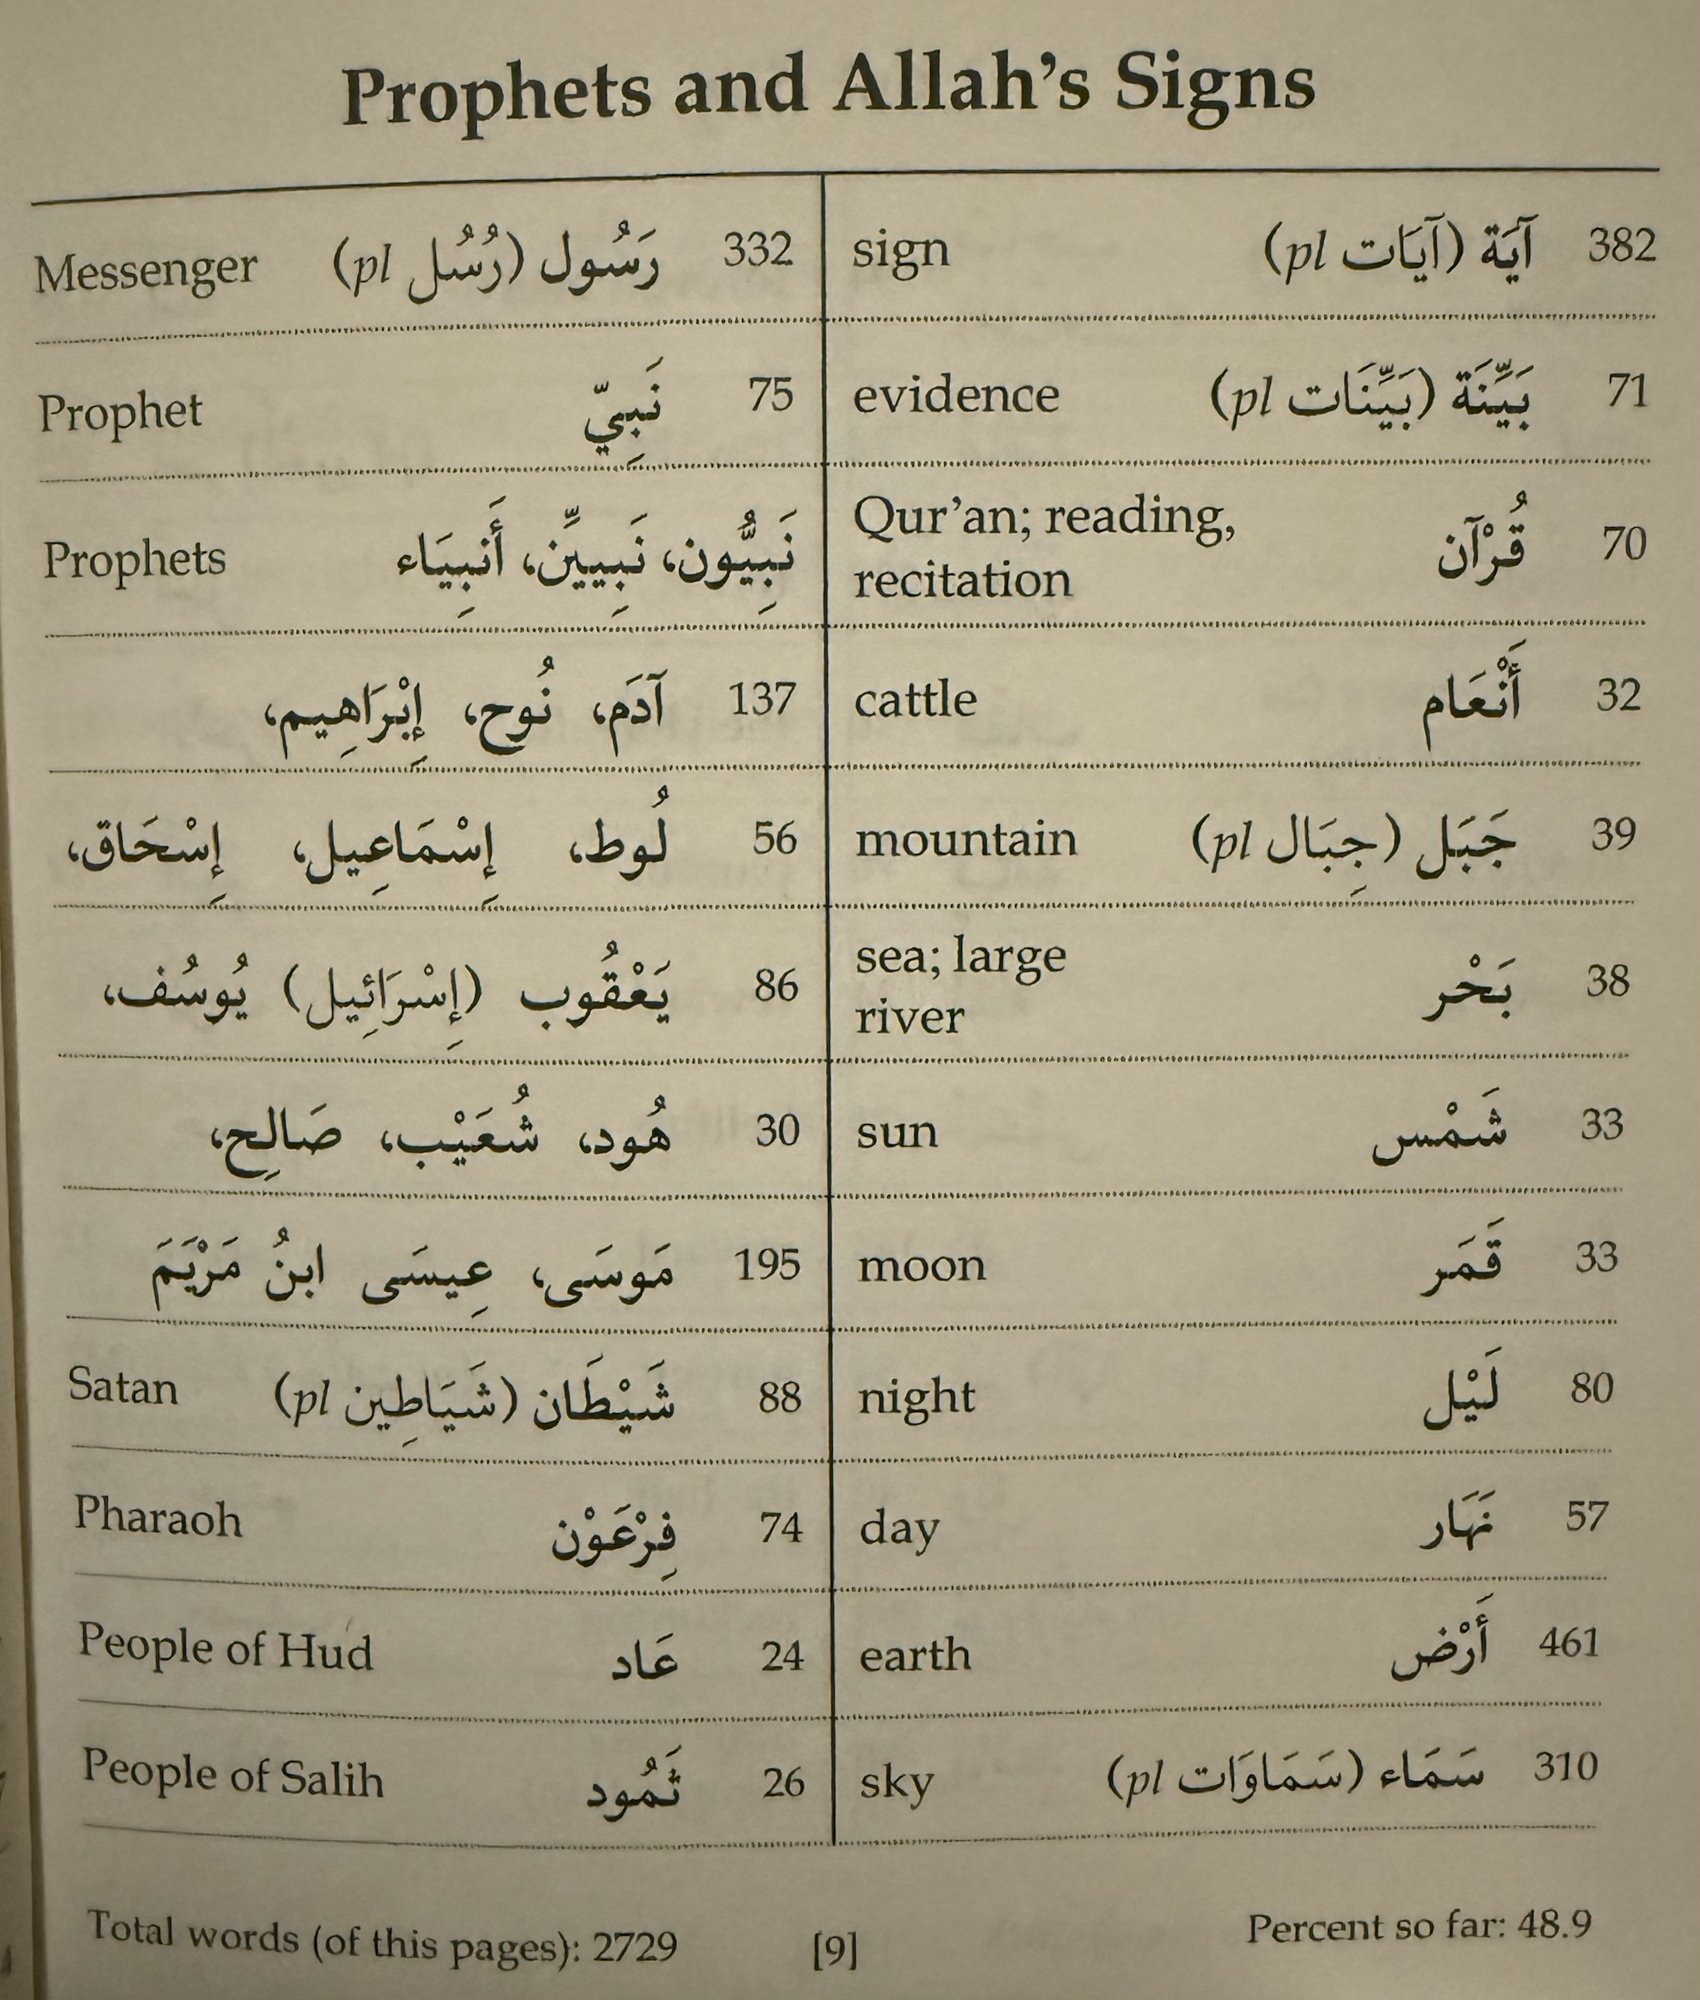 Prophets and Allah's Signs
Messenger رَسُول (رُسُل pl) 332
Prophet نَبِيّ 75
Prophets نَبِيُّون، نَبِيِيِّن، أَنبِيَاء
آدَم، نُوح، إِبْرَاهِيم، 137
لُوط، إِسْمَاعِيل، إِسْحَاق، 56
يَعْقُوب (إِسْرَائِيل) يُوسُف، 86
هُود، شُعَيْب، صَالِح، 30
مَوسَى، عِيسَى ابنُ مَرْيَمَ 195
Satan شَيْطَان (شَيَاطِين pl) 88
Pharaoh فِرْعَوْن 74
People of Hud عَاد 24
People of Salih ثَمُود 26
sign آيَة (آيَات pl) 382
evidence بَيِّنَة (بَيِّنَات pl) 71
Qur'an; reading,
recitation قُرْآن 70
cattle أَنْعَام 32
mountain جَبَل (جِبَال pl) 39
sea; large
river بَحْر 38
sun شَمْس 33
moon قَمَر 33
night لَيْل 80
day نَهَار 57
earth أَرْض 461
sky سَمَاء (سَمَاوَات pl) 310
Total words (of this pages): 2729 [9] Percent so far: 48.9